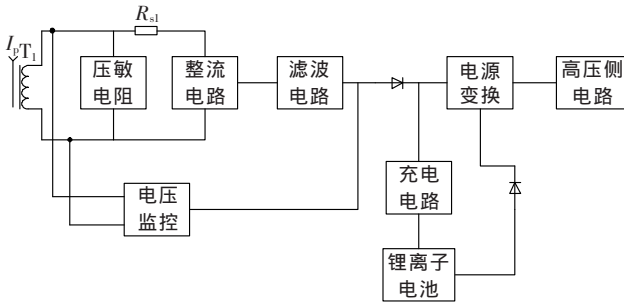 R_s1
I_p T_1
压敏
电阻
整流
电路
滤波
电路
电源
变换
高压侧
电路
充电
电路
电压
监控
锂离子
电池